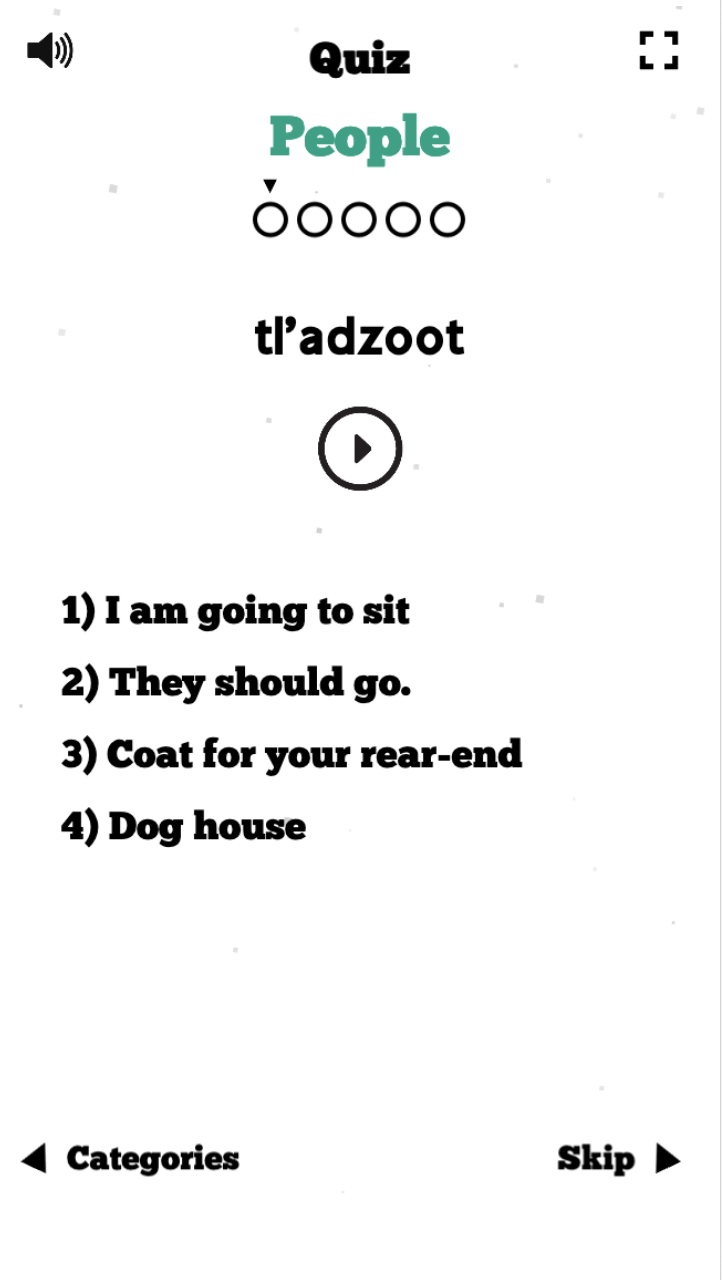 Quiz
People
tl’adzoot
1) I am going to sit
2) They should go.
3) Coat for your rear-end
4) Dog house
Categories
Skip